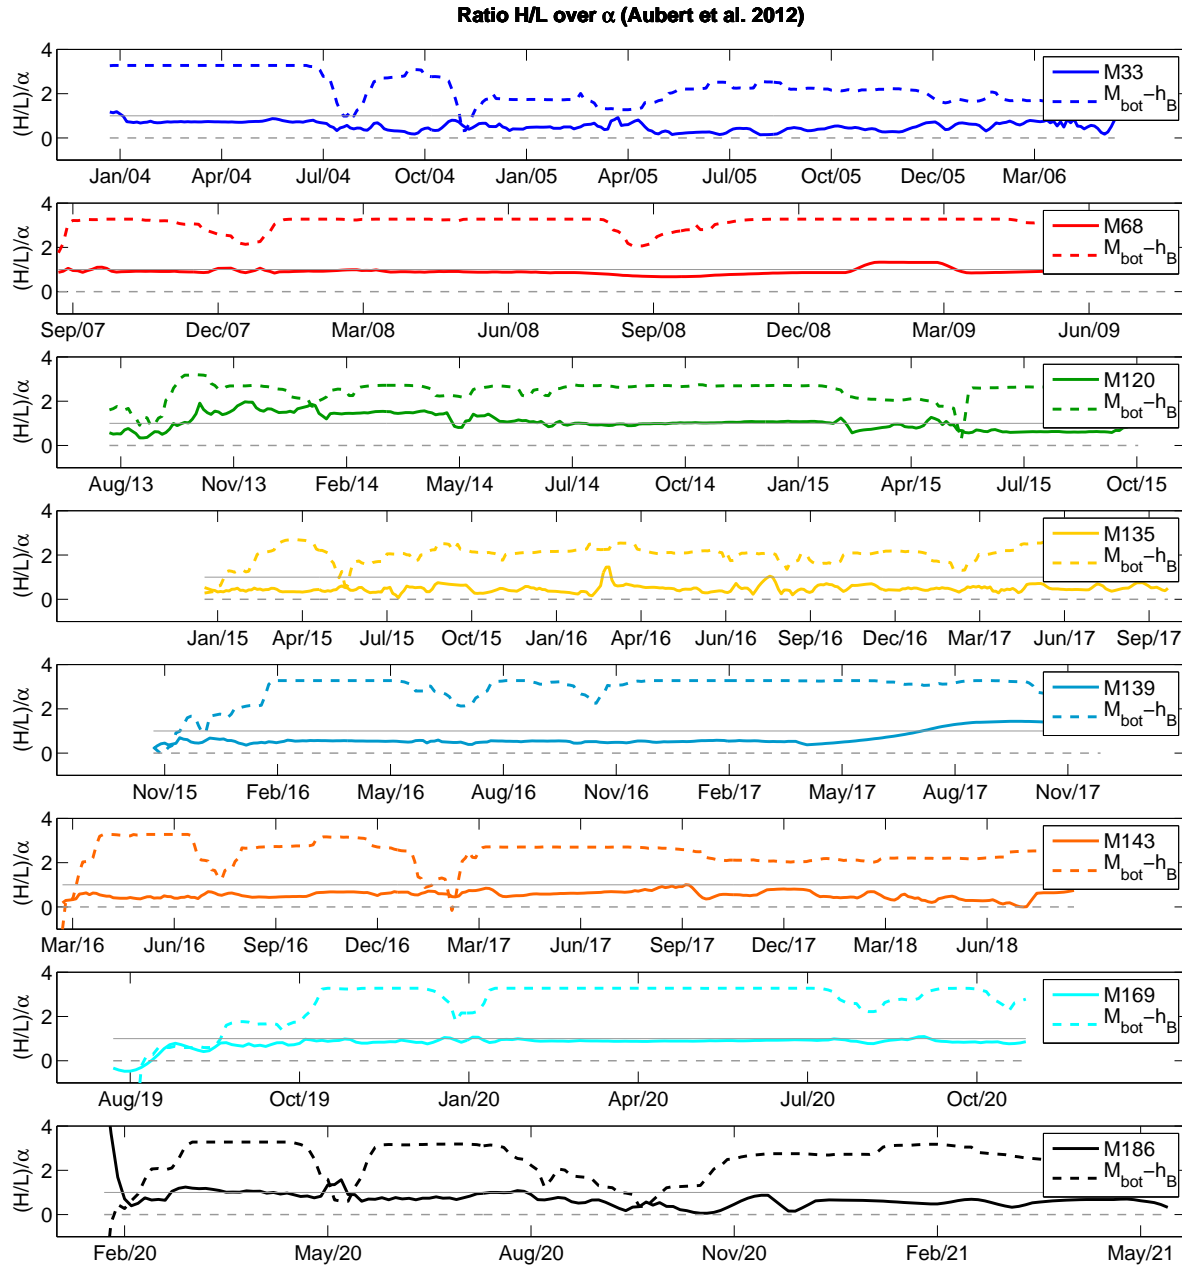 Ratio H/L over α (Aubert et al. 2012)
4
2
0
(H/L)/α
M33
M_bot−h_B
Jan/04 Apr/04 Jul/04 Oct/04 Jan/05 Apr/05 Jul/05 Oct/05 Dec/05 Mar/06
4
2
0
(H/L)/α
M68
M_bot−h_B
Sep/07 Dec/07 Mar/08 Jun/08 Sep/08 Dec/08 Mar/09 Jun/09
4
2
0
(H/L)/α
M120
M_bot−h_B
Aug/13 Nov/13 Feb/14 May/14 Jul/14 Oct/14 Jan/15 Apr/15 Jul/15 Oct/15
4
2
0
(H/L)/α
M135
M_bot−h_B
Jan/15 Apr/15 Jul/15 Oct/15 Jan/16 Apr/16 Jun/16 Sep/16 Dec/16 Mar/17 Jun/17 Sep/17
4
2
0
(H/L)/α
M139
M_bot−h_B
Nov/15 Feb/16 May/16 Aug/16 Nov/16 Feb/17 May/17 Aug/17 Nov/17
4
2
0
(H/L)/α
M143
M_bot−h_B
Mar/16 Jun/16 Sep/16 Dec/16 Mar/17 Jun/17 Sep/17 Dec/17 Mar/18 Jun/18
4
2
0
(H/L)/α
M169
M_bot−h_B
Aug/19 Oct/19 Jan/20 Apr/20 Jul/20 Oct/20
4
2
0
(H/L)/α
M186
M_bot−h_B
Feb/20 May/20 Aug/20 Nov/20 Feb/21 May/21